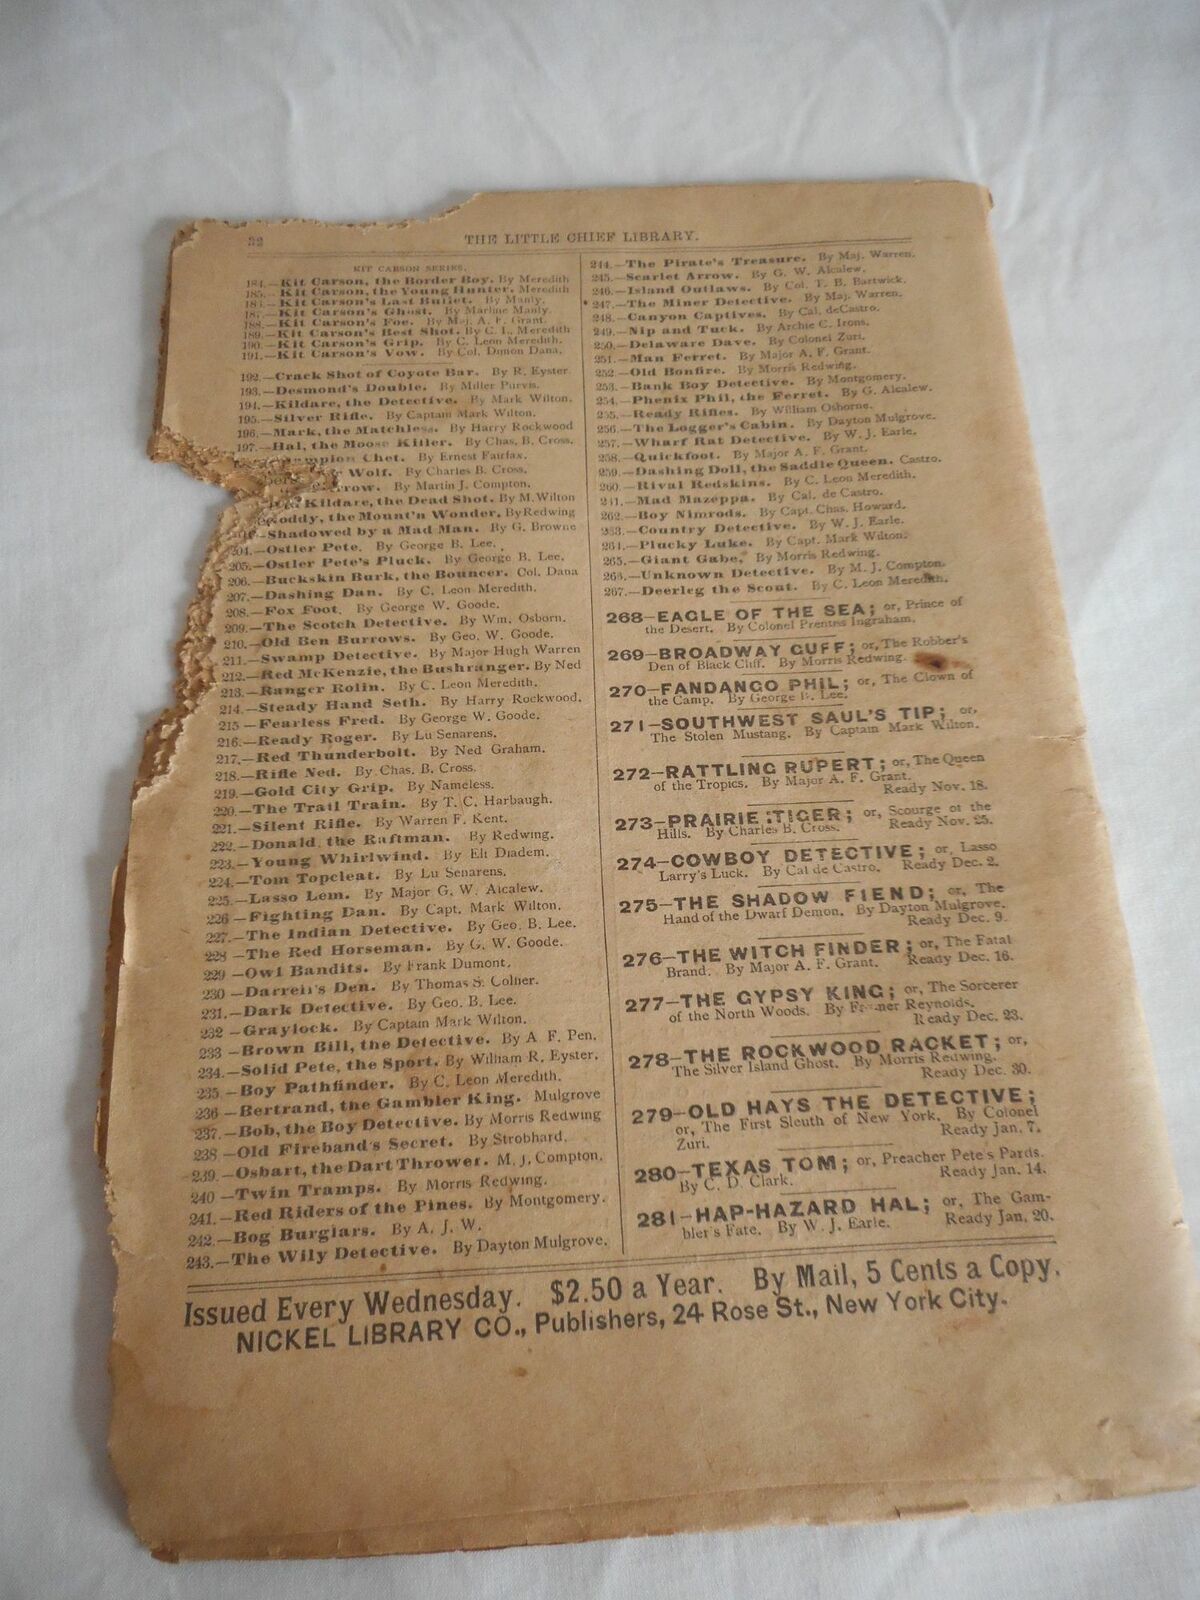 32
THE LITTLE CHIEF LIBRARY.
KIT CARSON SERIES.
184.—Kit Carson, the Border Boy. By Meredith
185.—Kit Carson, the Young Hunter. Meredith
Kit Carson's Last Bullet. By Manly.
Kit Carson's Ghost. By Marline Manly.
188.—Kit Carson's Foe. By Maj. A. F. Grant.
189.—Kit Carson's Best Shot. By C. L. Meredith
190.—Kit Carson's Grip. By C. Leon Meredith.
191.—Kit Carson's Vow. By Col. Dimon Dana.
192.—Crack Shot of Coyote Bar. By R. Eyster
193.—Desmond's Double. By Miller Purvis.
194.—Kildare, the Detective. By Mark Wilton.
195.—Silver Rifle. By Captain Mark Wilton.
196.—Mark, the Matchless. By Harry Rockwood
197.—Hal, the Moose Killer. By Chas. B. Cross.
Chet. By Ernest Fairfax.
Wolf. By Charles B. Cross.
By Martin J. Compton.
Kildare, the Dead Shot. By M. Wilton
the Mount'n Wonder. By Redwing
Shadowed by a Mad Man. By G. Browne
204.—Ostler Pete. By George B. Lee.
205.—Ostler Pete's Pluck. By George B. Lee.
206.—Buckskin Burk, the Bouncer. Col. Dana
207.—Dashing Dan. By C. Leon Meredith.
208.—Fox Foot. By George W. Goode.
209.—The Scotch Detective. By Wm. Osborn.
210.—Old Ben Burrows. By Geo. W. Goode.
211.—Swamp Detective. By Major Hugh Warren
212.—Red McKenzie, the Bushranger. By Ned
213.—Ranger Rolin. By C. Leon Meredith.
214.—Steady Hand Seth. By Harry Rockwood.
215—Fearless Fred. By George W. Goode.
216.—Ready Roger. By Lu Senarens.
217.—Red Thunderbolt. By Ned Graham.
218.—Rifle Ned. By Chas. B. Cross.
219.—Gold City Grip. By Nameless.
220.—The Trail Train. By T. C. Harbaugh.
221.—Silent Rifle. By Warren F. Kent.
222.—Donald, the Raftman. By Redwing.
223.—Young Whirlwind. By Eli Diadem.
224.—Tom Topcleat. By Lu Senarens.
225.—Lasso Lem. By Major G. W. Alcalew.
226—Fighting Dan. By Capt. Mark Wilton.
227.—The Indian Detective. By Geo. B. Lee.
228—The Red Horseman. By G. W. Goode.
229—Owl Bandits. By Frank Dumont.
230—Darrell's Den. By Thomas S. Colner.
231.—Dark Detective. By Geo. B. Lee.
232—Graylock. By Captain Mark Wilton.
233—Brown Bill, the Detective. By A. F. Pen.
234.—Solid Pete, the Sport. By William R. Eyster.
235—Boy Pathfinder. By C. Leon Meredith.
236—Bertrand, the Gambler King. Mulgrove
237.—Bob, the Boy Detective. By Morris Redwing
238.—Old Fireband's Secret. By Strobhard.
239.—Osbart, the Dart Thrower. M. J. Compton.
240—Twin Tramps. By Morris Redwing.
241.—Red Riders of the Pines. By Montgomery.
242.—Bog Burglars. By A. J. W.
243.—The Wily Detective. By Dayton Mulgrove.
244.—The Pirate's Treasure. By Maj. Warren.
245.—Scarlet Arrow. By G. W. Alcalew.
246.—Island Outlaws. By Col. T. B. Bartwick.
247.—The Miner Detective. By Maj. Warren.
248.—Canyon Captives. By Cal. deCastro.
249.—Nip and Tuck. By Archie C. Irons.
250.—Delaware Dave. By Colonel Zuri.
251.—Man Ferret. By Major A. F. Grant.
252—Old Bonfire. By Morris Redwing.
253.—Bank Boy Detective. By Montgomery.
254.—Phenix Phil, the Ferret. By G. Alcalew.
255.—Ready Rifles. By William Osborne.
256.—The Logger's Cabin. By Dayton Mulgrove.
257.—Wharf Rat Detective. By W. J. Earle.
258.—Quickfoot. By Major A. F. Grant.
259—Dashing Doll, the Saddle Queen. Castro.
260.—Rival Redskins. By C. Leon Meredith.
241.—Mad Mazeppa. By Cal. de Castro.
262.—Boy Nimrods. By Capt. Chas. Howard.
263.—Country Detective. By W. J. Earle.
264.—Plucky Luke. By Capt. Mark Wilton.
265.—Giant Gabe. By Morris Redwing.
266.—Unknown Detective. By M. J. Compton.
267.—Deerleg the Scout. By C. Leon Meredith.
268—EAGLE OF THE SEA; or, Prince of
the Desert. By Colonel Prentiss Ingraham.
269—BROADWAY CUFF; or, The Robber's
Den of Black Cliff. By Morris Redwing.
270—FANDANGO PHIL; or, The Clown of
the Camp. By George B. Lee.
271—SOUTHWEST SAUL'S TIP; or,
The Stolen Mustang. By Captain Mark Wilton.
272—RATTLING RUPERT; or, The Queen
of the Tropics. By Major A. F. Grant.
Ready Nov. 18.
273—PRAIRIE TIGER; or, Scourge of the
Hills. By Charles B. Cross. Ready Nov. 25.
274—COWBOY DETECTIVE; or, Lasso
Larry's Luck. By Cal de Castro. Ready Dec. 2.
275—THE SHADOW FIEND; or, The
Hand of the Dwarf Demon. By Dayton Mulgrove.
Ready Dec. 9.
276—THE WITCH FINDER; or, The Fatal
Brand. By Major A. F. Grant. Ready Dec. 16.
277—THE GYPSY KING; or, The Sorcerer
of the North Woods. By Reynolds.
Ready Dec. 23.
278—THE ROCKWOOD RACKET; or,
The Silver Island Ghost. By Morris Redwing.
Ready Dec. 30.
279—OLD HAYS THE DETECTIVE;
or, The First Sleuth of New York. By Colonel
Zuri. Ready Jan. 7.
280—TEXAS TOM; or, Preacher Pete's Pards.
By C. D. Clark. Ready Jan. 14.
281—HAP-HAZARD HAL; or, The Gam-
bler's Fate. By W. J. Earle. Ready Jan. 20.
Issued Every Wednesday. $2.50 a Year. By Mail, 5 Cents a Copy.
NICKEL LIBRARY CO., Publishers, 24 Rose St., New York City.